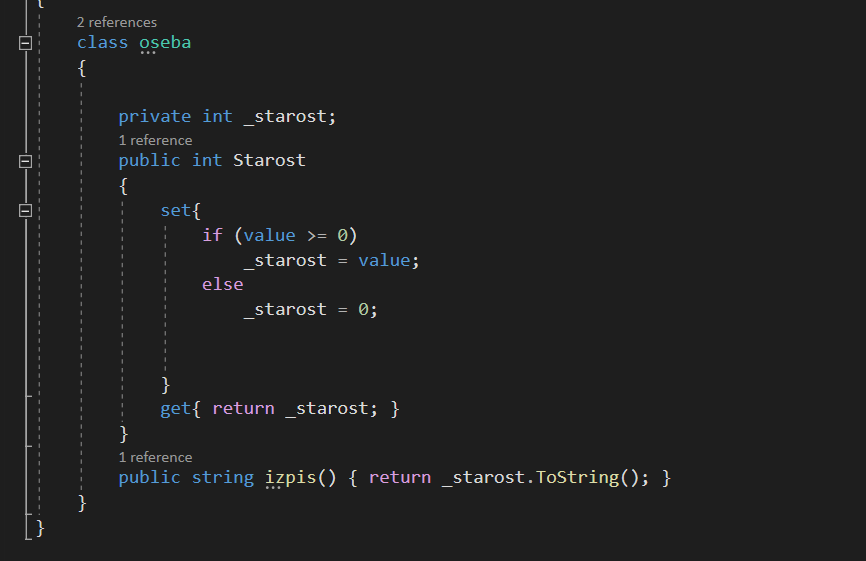 {
2 references
class oseba
{
private int _starost;
1 reference
public int Starost
{
set{
if (value >= 0)
_starost = value;
else
_starost = 0;
}
get{ return _starost; }
}
1 reference
public string izpis() { return _starost.ToString(); }
}
}